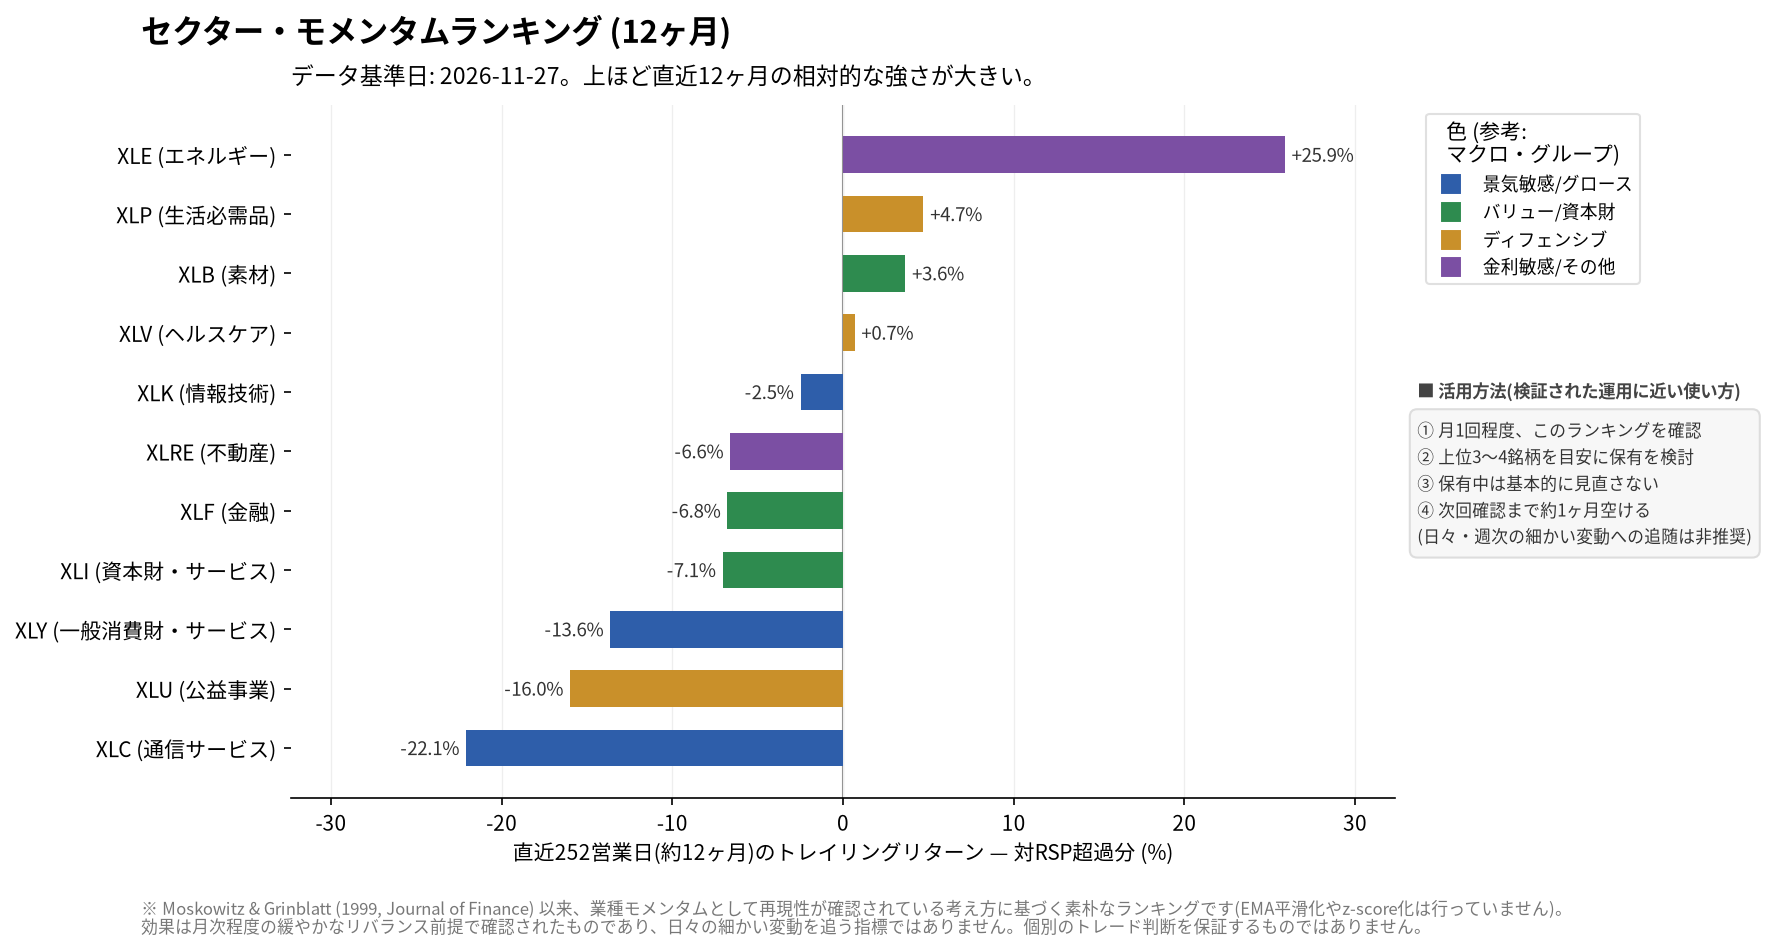 セクター・モメンタムランキング (12ヶ月)
データ基準日: 2026-11-27。上ほど直近12ヶ月の相対的な強さが大きい。
XLE (エネルギー)
+25.9%
XLP (生活必需品)
+4.7%
XLB (素材)
+3.6%
XLV (ヘルスケア)
+0.7%
XLK (情報技術)
-2.5%
XLRE (不動産)
-6.6%
XLF (金融)
-6.8%
XLI (資本財・サービス)
-7.1%
XLY (一般消費財・サービス)
-13.6%
XLU (公益事業)
-16.0%
XLC (通信サービス)
-22.1%
-30
-20
-10
0
10
20
30
直近252営業日(約12ヶ月)のトレイリングリターン — 対RSP超過分 (%)
色 (参考:
マクロ・グループ)
景気敏感/グロース
バリュー/資本財
ディフェンシブ
金利敏感/その他
■ 活用方法(検証された運用に近い使い方)
① 月1回程度、このランキングを確認
② 上位3〜4銘柄を目安に保有を検討
③ 保有中は基本的に見直さない
④ 次回確認まで約1ヶ月空ける
(日々・週次の細かい変動への追随は非推奨)
※ Moskowitz & Grinblatt (1999, Journal of Finance) 以来、業種モメンタムとして再現性が確認されている考え方に基づく素朴なランキングです(EMA平滑化やz-score化は行っていません)。
効果は月次程度の緩やかなリバランス前提で確認されたものであり、日々の細かい変動を追う指標ではありません。個別のトレード判断を保証するものではありません。